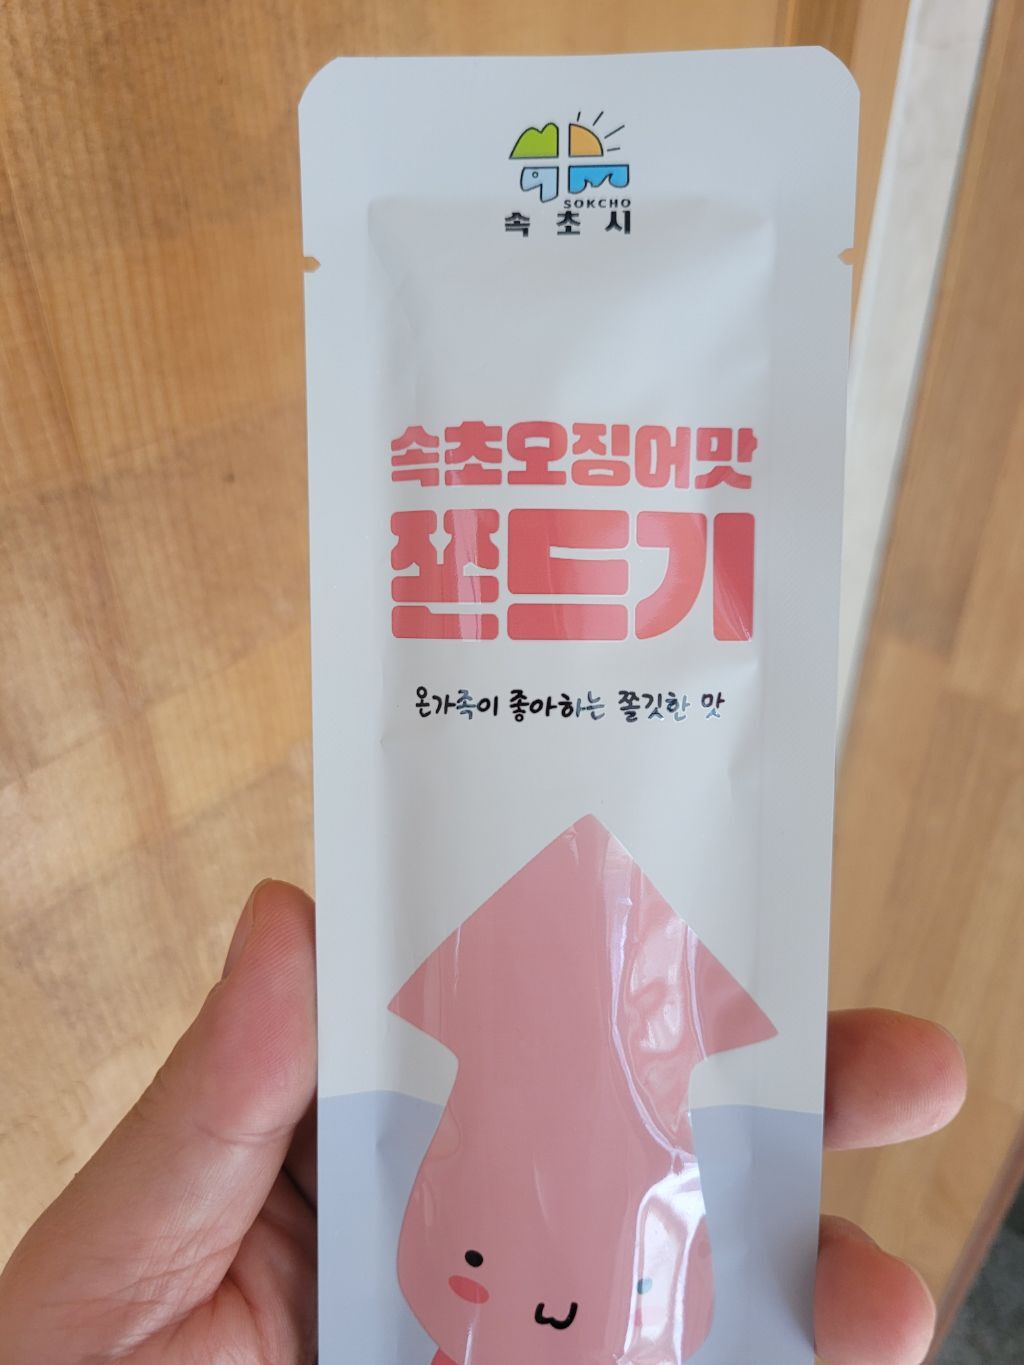 SOKCHO
속초시
속초오징어맛
쫀드기
온가족이 좋아하는 쫄깃한 맛